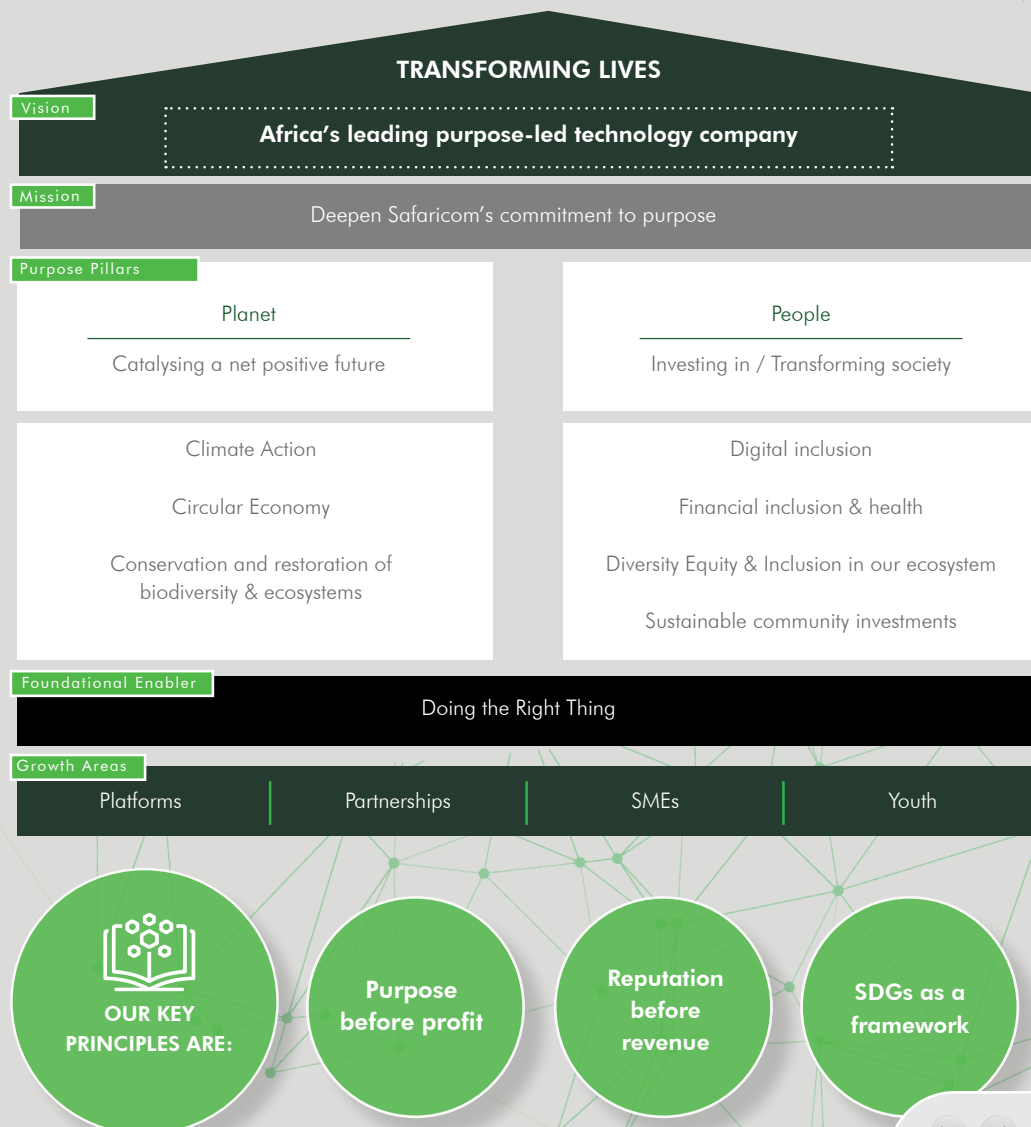 TRANSFORMING LIVES
Vision
Africa’s leading purpose-led technology company
Mission
Deepen Safaricom’s commitment to purpose
Purpose Pillars
Planet
Catalysing a net positive future
Climate Action
Circular Economy
Conservation and restoration of
biodiversity & ecosystems
People
Investing in / Transforming society
Digital inclusion
Financial inclusion & health
Diversity Equity & Inclusion in our ecosystem
Sustainable community investments
Foundational Enabler
Doing the Right Thing
Growth Areas
Platforms
Partnerships
SMEs
Youth
OUR KEY
PRINCIPLES ARE:
Purpose
before profit
Reputation
before
revenue
SDGs as a
framework